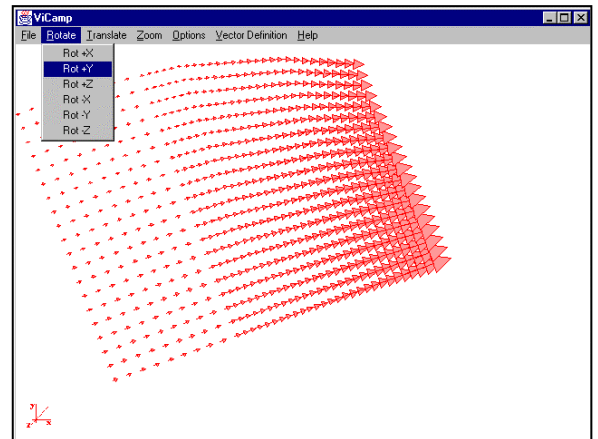 ViCamp
File Rotate Translate Zoom Options Vector Definition Help
Rot +X
Rot +Y
Rot +Z
Rot -X
Rot -Y
Rot -Z
y
z x